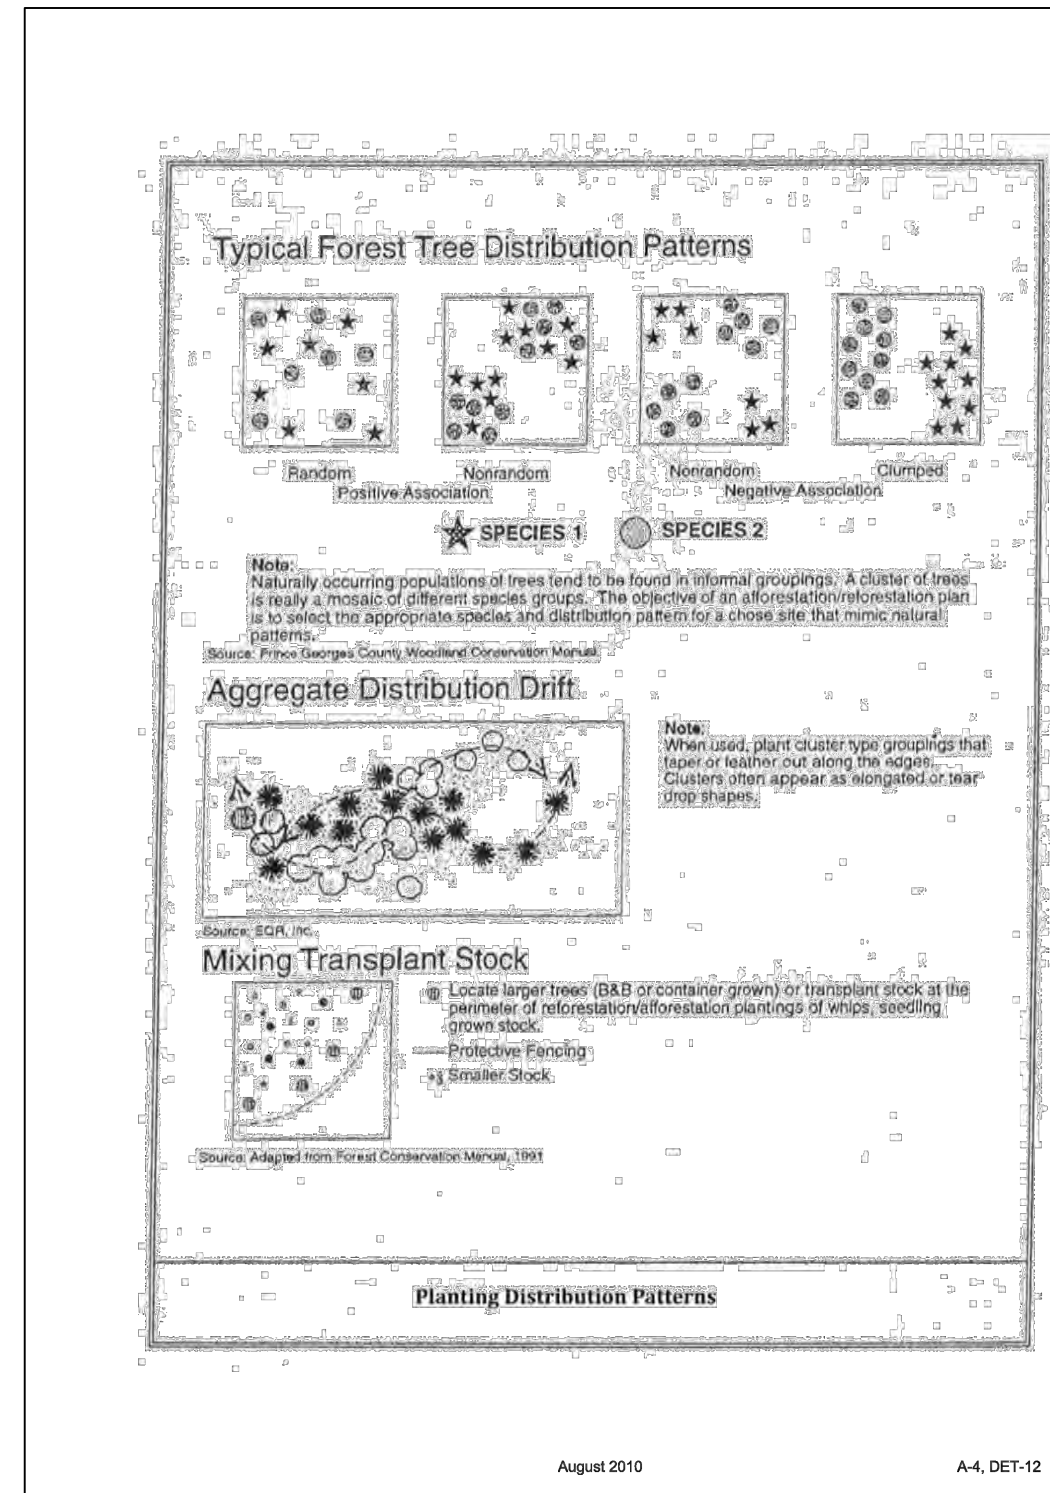 Typical Forest Tree Distribution Patterns
Random Nonrandom Nonrandom Clumped
Positive Association Negative Association
SPECIES 1 SPECIES 2
Note:
Naturally occurring populations of trees tend to be found in informal groupings. A cluster of trees
is really a mosaic of different species groups. The objective of an afforestation/reforestation plan
is to select the appropriate species and distribution pattern for a chose site that mimic natural
patterns.
Source: Prince Georges County Woodland Conservation Manual
Aggregate Distribution Drift
Note:
When used, plant cluster type groupings that
taper or feather out along the edges.
Clusters often appear as elongated or tear
drop shapes.
Source: EQR, Inc.
Mixing Transplant Stock
Locate larger trees (B&B or container grown) or transplant stock at the
perimeter of reforestation/afforestation plantings of whips, seedling
grown stock.
Protective Fencing
Smaller Stock
Source: Adapted from Forest Conservation Manual, 1991
Planting Distribution Patterns
August 2010 A-4, DET-12